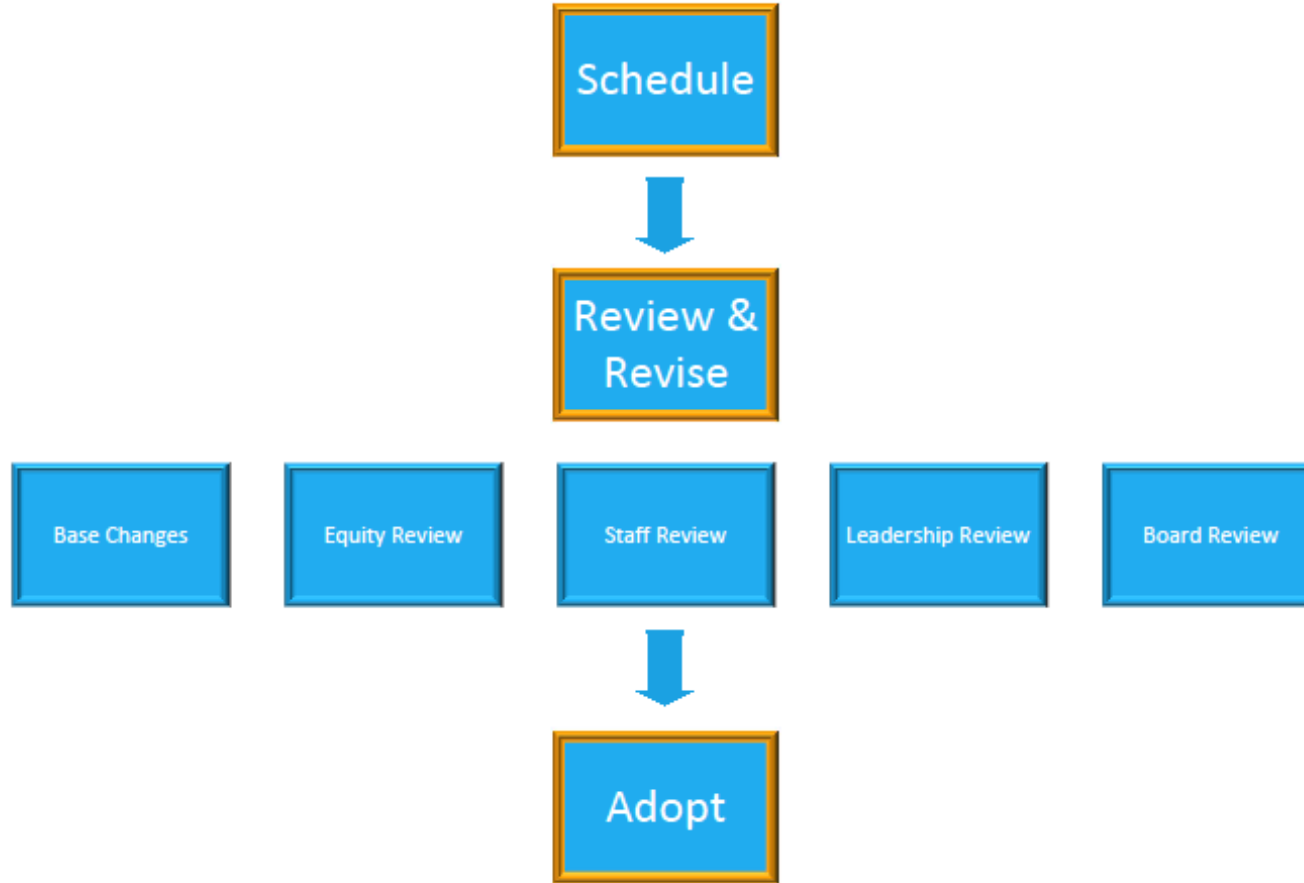 Schedule
Review &
Revise
Base Changes
Equity Review
Staff Review
Leadership Review
Board Review
Adopt